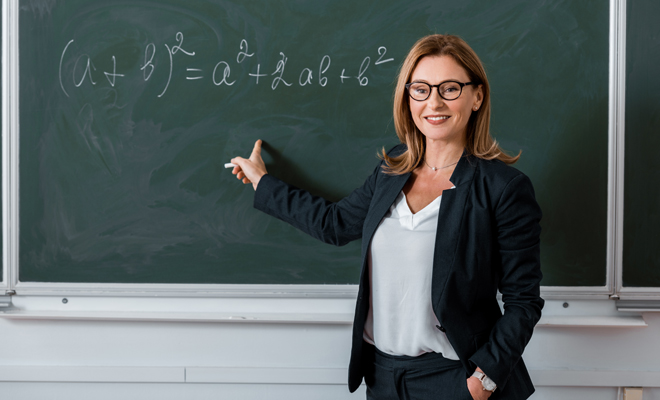 (a + b)² = a² + 2ab + b²